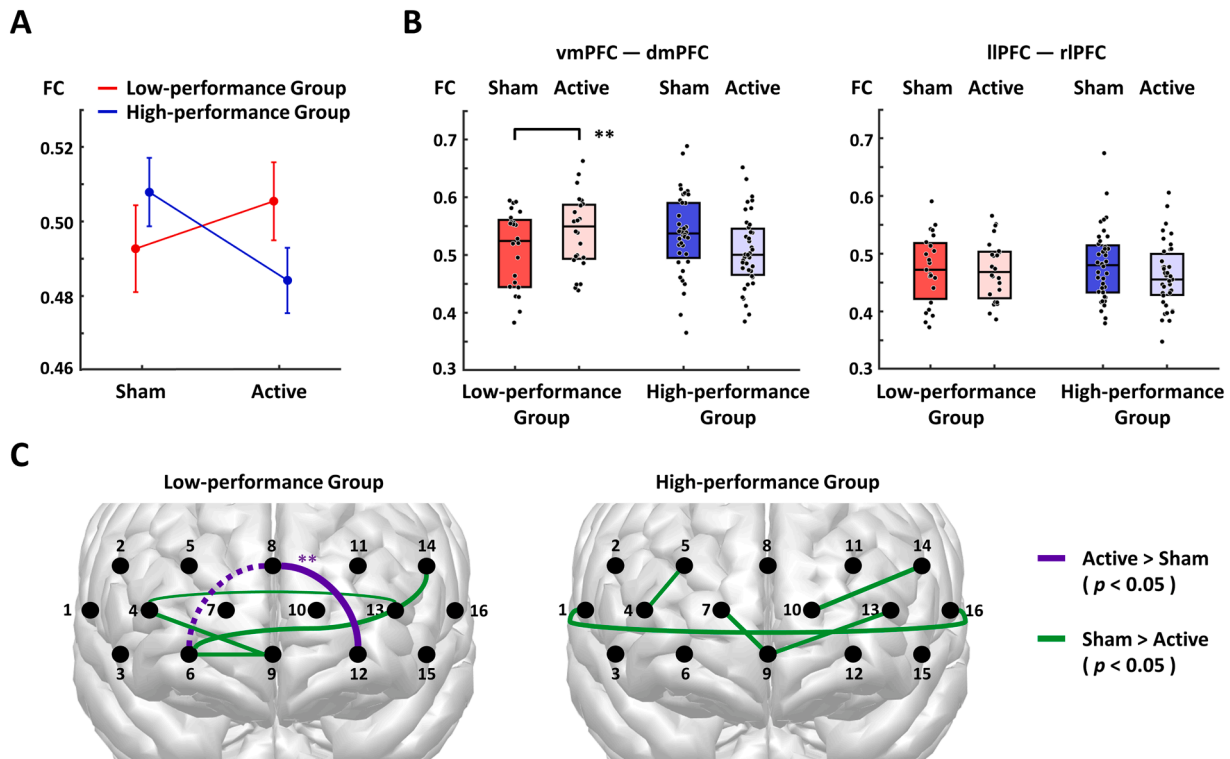 A
FC
Low-performance Group
High-performance Group
0.52
0.50
0.48
0.46
Sham
Active
B
vmPFC — dmPFC
FC
Sham
Active
Sham
Active
**
0.7
0.6
0.5
0.4
0.3
Low-performance
Group
High-performance
Group
llPFC — rlPFC
FC
Sham
Active
Sham
Active
0.7
0.6
0.5
0.4
0.3
Low-performance
Group
High-performance
Group
C
Low-performance Group
2 5 8 ** 11 14
1 4 7 10 13 16
3 6 9 12 15
High-performance Group
2 5 8 11 14
1 4 7 10 13 16
3 6 9 12 15
Active > Sham
( p < 0.05 )
Sham > Active
( p < 0.05 )